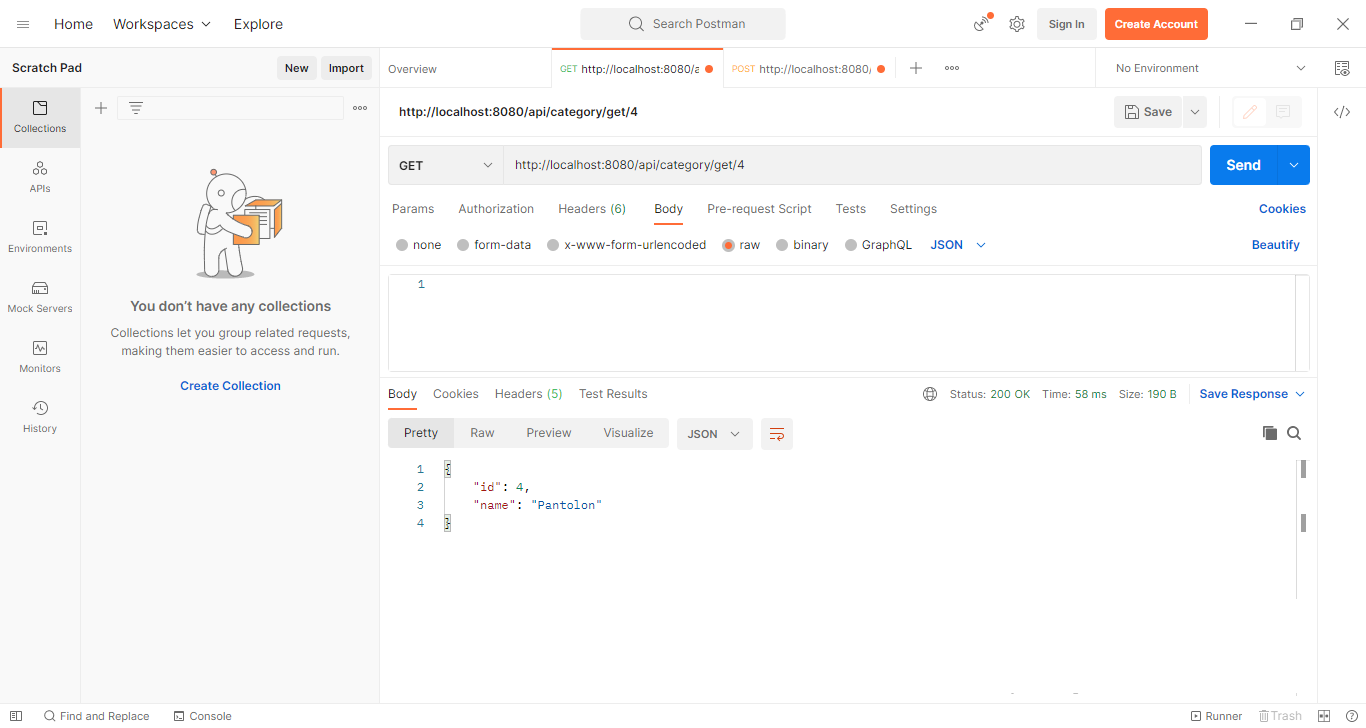 Home Workspaces Explore Search Postman Sign In Create Account
Scratch Pad New Import Overview GET http://localhost:8080/a POST http://localhost:8080/ No Environment
http://localhost:8080/api/category/get/4 Save
Collections
APIs
Environments
Mock Servers
Monitors
History
You don't have any collections
Collections let you group related requests,
making them easier to access and run.
Create Collection
GET http://localhost:8080/api/category/get/4 Send
Params Authorization Headers (6) Body Pre-request Script Tests Settings Cookies
none form-data x-www-form-urlencoded raw binary GraphQL JSON Beautify
1
Body Cookies Headers (5) Test Results Status: 200 OK Time: 58 ms Size: 190 B Save Response
Pretty Raw Preview Visualize JSON
1 {
2 "id": 4,
3 "name": "Pantolon"
4 }
Find and Replace Console Runner Trash